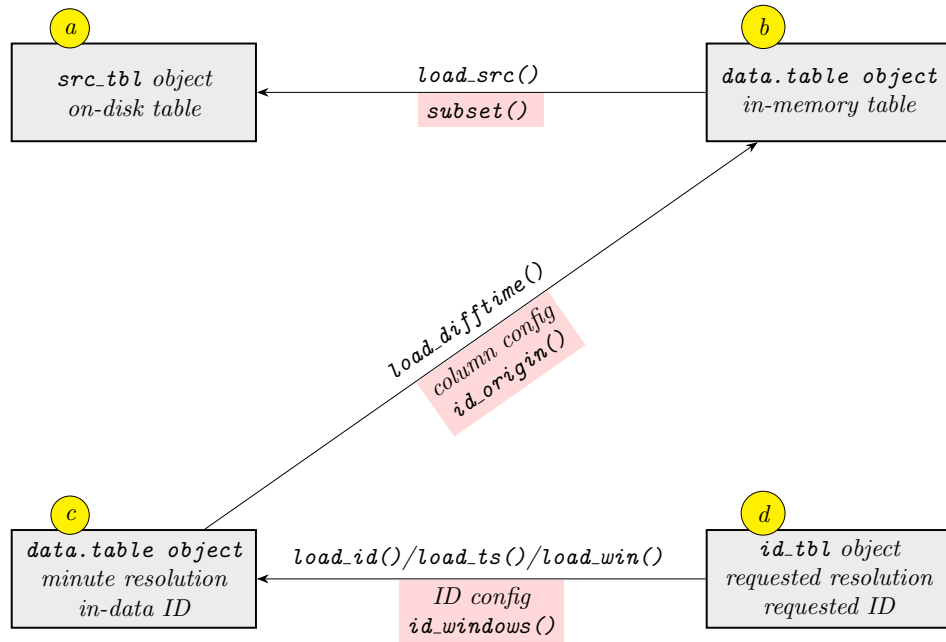 a
src_tbl object
on-disk table
load_src()
subset()
b
data.table object
in-memory table
load_difftime()
column config
id_origin()
c
data.table object
minute resolution
in-data ID
load_id()/load_ts()/load_win()
ID config
id_windows()
d
id_tbl object
requested resolution
requested ID